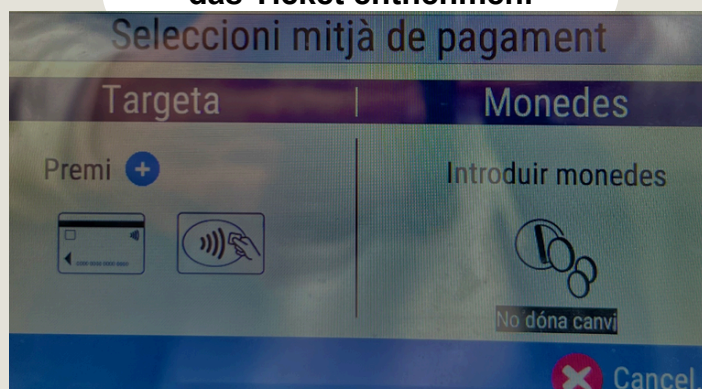 das Ticket entnehmen.
Seleccioni mitjà de pagament
Targeta | Monedes
Premi +
Introduir monedes
No dóna canvi
Cancel.